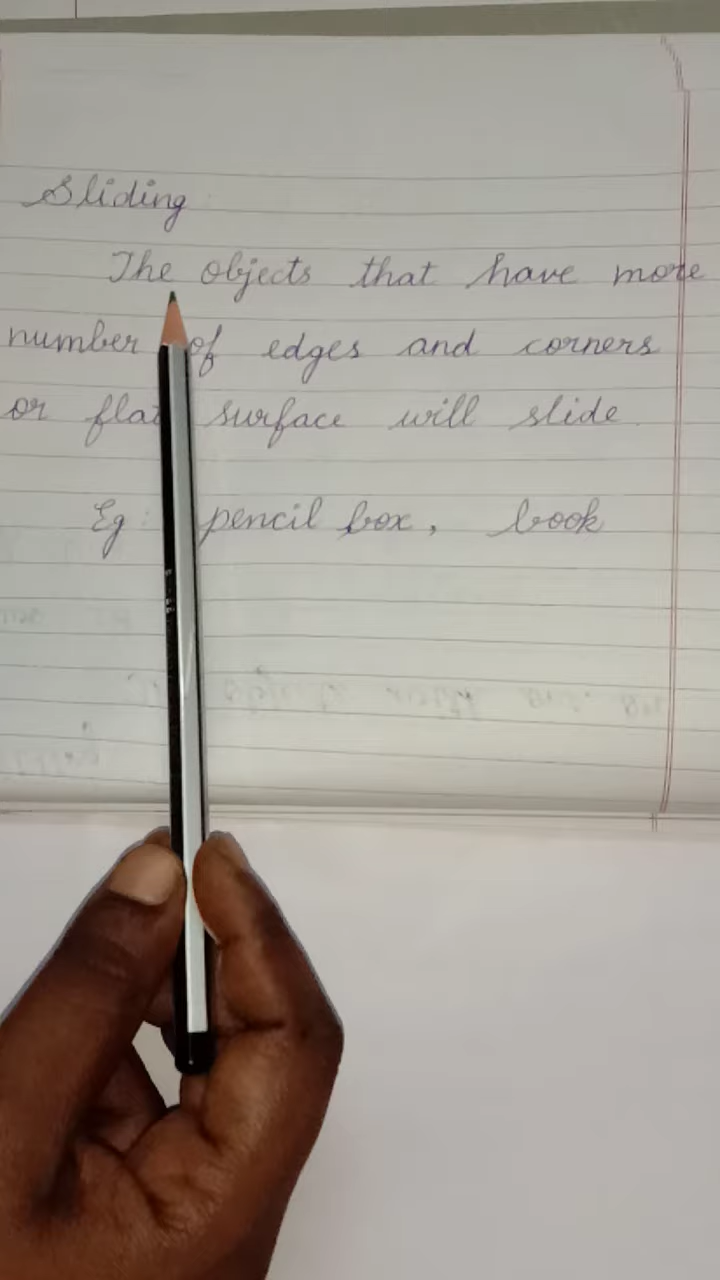 Sliding
The objects that have more
number of edges and corners
or flat surface will slide
Eg: pencil box, book